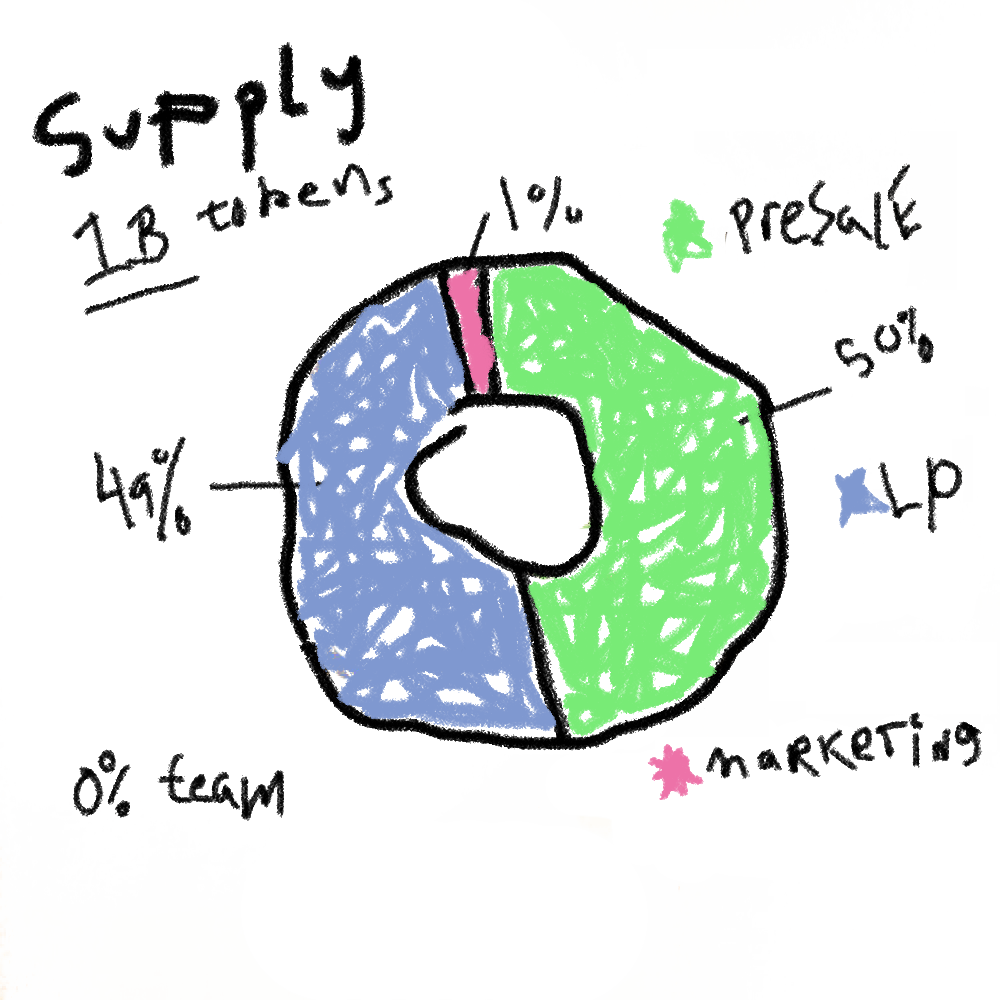 Supply
1B tokens
1%
PRESALE
50%
49%
LP
0% team
MARKETING